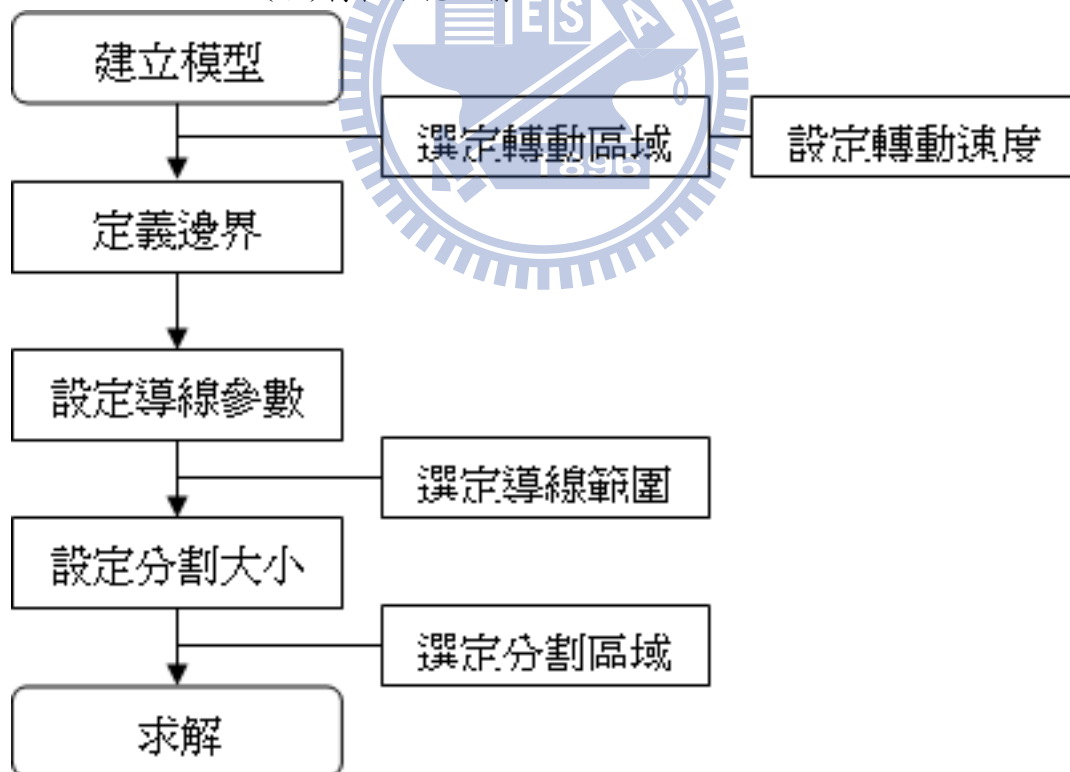 建立模型
ES A
選定轉動區域
設定轉動速度
1896
定義邊界
設定導線參數
選定導線範圍
設定分割大小
選定分割區域
求解